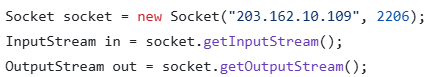 Socket socket = new Socket("203.162.10.109", 2206);
InputStream in = socket.getInputStream();
OutputStream out = socket.getOutputStream();